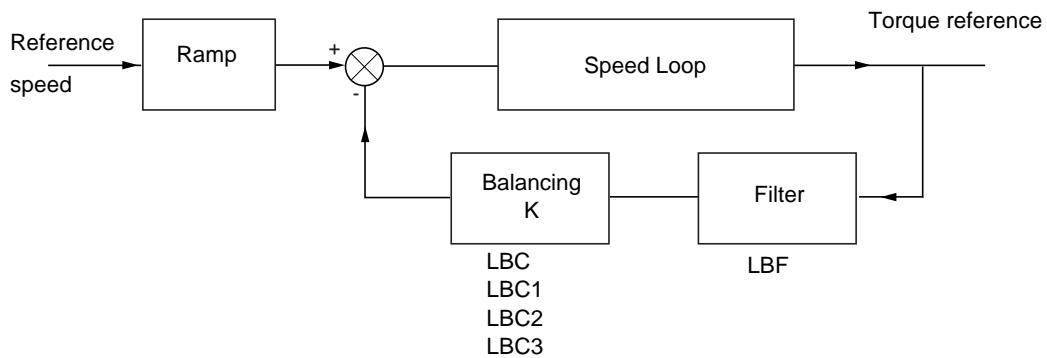 Torque reference
Reference
speed
Ramp
+
-
Speed Loop
Balancing
K
Filter
LBC
LBC1
LBC2
LBC3
LBF